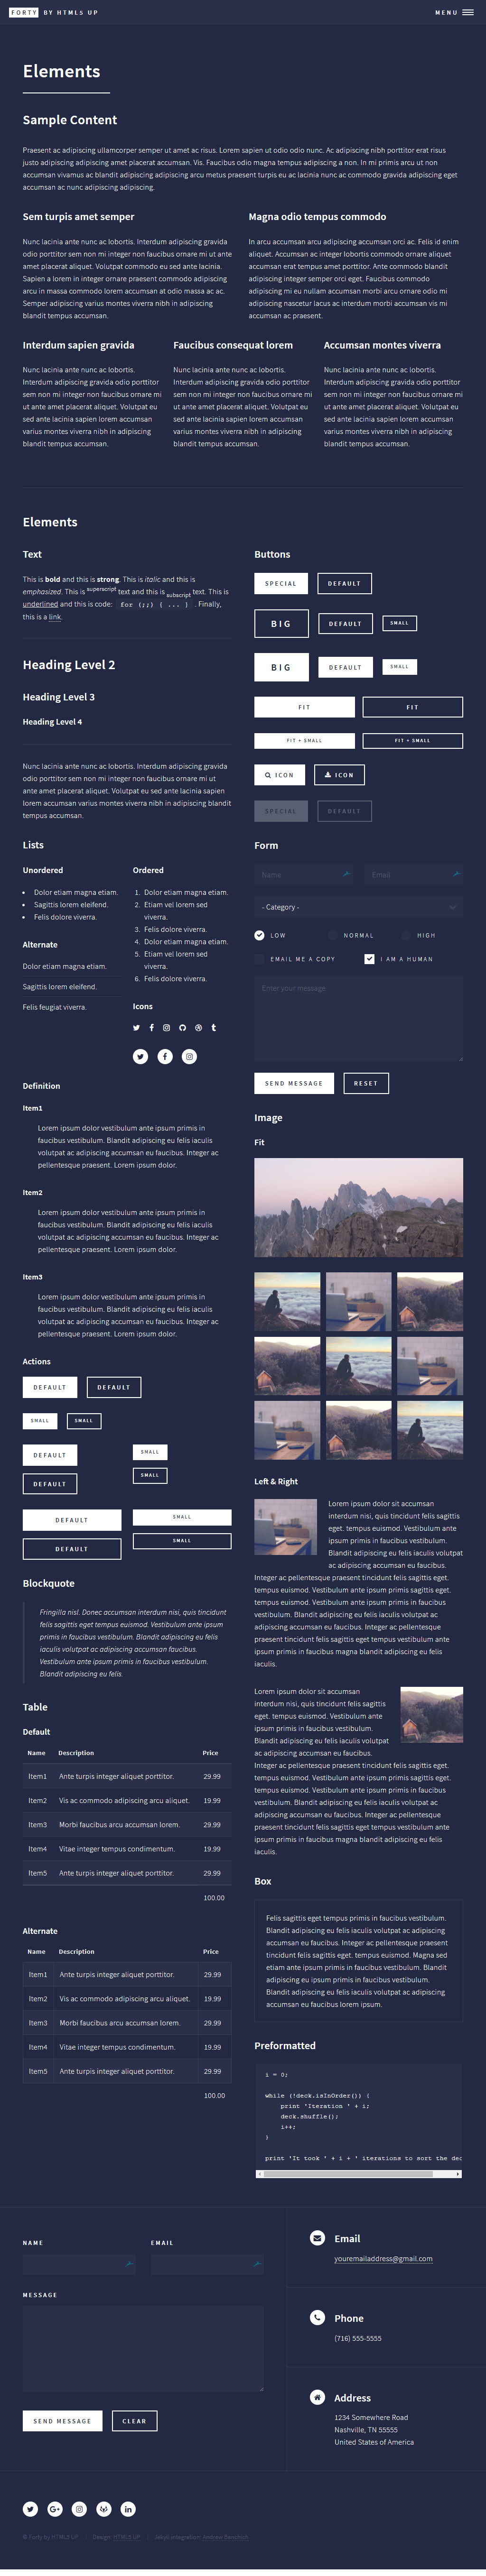 FORTY BY HTML5 UP
MENU
Elements
Sample Content
Praesent ac adipiscing ullamcorper semper ut amet ac risus. Lorem sapien ut odio odio nunc. Ac adipiscing nibh porttitor erat risus
justo adipiscing adipiscing amet placerat accumsan. Vis. Faucibus odio magna tempus adipiscing a non. In mi primis arcu ut non
accumsan vivamus ac blandit adipiscing adipiscing arcu metus praesent turpis eu ac lacinia nunc ac commodo gravida adipiscing eget
accumsan ac nunc adipiscing adipiscing.
Sem turpis amet semper
Nunc lacinia ante nunc ac lobortis. Interdum adipiscing gravida
odio porttitor sem non mi integer non faucibus ornare mi ut ante
amet placerat aliquet. Volutpat commodo eu sed ante lacinia.
Sapien a lorem in integer ornare praesent commodo adipiscing
arcu in massa commodo lorem accumsan at odio massa ac ac.
Semper adipiscing varius montes viverra nibh in adipiscing
blandit tempus accumsan.
Magna odio tempus commodo
In arcu accumsan arcu adipiscing accumsan orci ac. Felis id enim
aliquet. Accumsan ac integer lobortis commodo ornare aliquet
accumsan erat tempus amet porttitor. Ante commodo blandit
adipiscing integer semper orci eget. Faucibus commodo
adipiscing mi eu nullam accumsan morbi arcu ornare odio mi
adipiscing nascetur lacus ac interdum morbi accumsan vis mi
accumsan ac praesent.
Interdum sapien gravida
Nunc lacinia ante nunc ac lobortis.
Interdum adipiscing gravida odio porttitor
sem non mi integer non faucibus ornare mi
ut ante amet placerat aliquet. Volutpat eu
sed ante lacinia sapien lorem accumsan
varius montes viverra nibh in adipiscing
blandit tempus accumsan.
Faucibus consequat lorem
Nunc lacinia ante nunc ac lobortis.
Interdum adipiscing gravida odio porttitor
sem non mi integer non faucibus ornare mi
ut ante amet placerat aliquet. Volutpat eu
sed ante lacinia sapien lorem accumsan
varius montes viverra nibh in adipiscing
blandit tempus accumsan.
Accumsan montes viverra
Nunc lacinia ante nunc ac lobortis.
Interdum adipiscing gravida odio porttitor
sem non mi integer non faucibus ornare mi
ut ante amet placerat aliquet. Volutpat eu
sed ante lacinia sapien lorem accumsan
varius montes viverra nibh in adipiscing
blandit tempus accumsan.
Elements
Text
This is bold and this is strong. This is italic and this is
emphasized. This is superscript text and this is subscript text. This is
underlined and this is code: for (;;) { ... } . Finally,
this is a link.
Heading Level 2
Heading Level 3
Heading Level 4
Nunc lacinia ante nunc ac lobortis. Interdum adipiscing gravida
odio porttitor sem non mi integer non faucibus ornare mi ut
ante amet placerat aliquet. Volutpat eu sed ante lacinia sapien
lorem accumsan varius montes viverra nibh in adipiscing blandit
tempus accumsan.
Lists
Unordered
• Dolor etiam magna etiam.
• Sagittis lorem eleifend.
• Felis dolore viverra.
Alternate
Dolor etiam magna etiam.
Sagittis lorem eleifend.
Felis feugiat viverra.
Ordered
1. Dolor etiam magna etiam.
2. Etiam vel lorem sed
viverra.
3. Felis dolore viverra.
4. Dolor etiam magna etiam.
5. Etiam vel lorem sed
viverra.
6. Felis dolore viverra.
Icons
Definition
Item1
Lorem ipsum dolor vestibulum ante ipsum primis in
faucibus vestibulum. Blandit adipiscing eu felis iaculis
volutpat ac adipiscing accumsan eu faucibus. Integer ac
pellentesque praesent. Lorem ipsum dolor.
Item2
Lorem ipsum dolor vestibulum ante ipsum primis in
faucibus vestibulum. Blandit adipiscing eu felis iaculis
volutpat ac adipiscing accumsan eu faucibus. Integer ac
pellentesque praesent. Lorem ipsum dolor.
Item3
Lorem ipsum dolor vestibulum ante ipsum primis in
faucibus vestibulum. Blandit adipiscing eu felis iaculis
volutpat ac adipiscing accumsan eu faucibus. Integer ac
pellentesque praesent. Lorem ipsum dolor.
Actions
DEFAULT DEFAULT
SMALL SMALL
DEFAULT SMALL
DEFAULT SMALL
DEFAULT SMALL
DEFAULT SMALL
Blockquote
Fringilla nisl. Donec accumsan interdum nisi, quis tincidunt
felis sagittis eget tempus euismod. Vestibulum ante ipsum
primis in faucibus vestibulum. Blandit adipiscing eu felis
iaculis volutpat ac adipiscing accumsan faucibus.
Vestibulum ante ipsum primis in faucibus vestibulum.
Blandit adipiscing eu felis.
Table
Default
Name Description Price
Item1 Ante turpis integer aliquet porttitor. 29.99
Item2 Vis ac commodo adipiscing arcu aliquet. 19.99
Item3 Morbi faucibus arcu accumsan lorem. 29.99
Item4 Vitae integer tempus condimentum. 19.99
Item5 Ante turpis integer aliquet porttitor. 29.99
100.00
Alternate
Name Description Price
Item1 Ante turpis integer aliquet porttitor. 29.99
Item2 Vis ac commodo adipiscing arcu aliquet. 19.99
Item3 Morbi faucibus arcu accumsan lorem. 29.99
Item4 Vitae integer tempus condimentum. 19.99
Item5 Ante turpis integer aliquet porttitor. 29.99
100.00
Buttons
SPECIAL DEFAULT
BIG DEFAULT SMALL
BIG DEFAULT SMALL
FIT FIT
FIT + SMALL FIT + SMALL
ICON ICON
SPECIAL DEFAULT
Form
Name Email
- Category -
LOW NORMAL HIGH
EMAIL ME A COPY I AM A HUMAN
Enter your message
SEND MESSAGE RESET
Image
Fit
Left & Right
Lorem ipsum dolor sit accumsan
interdum nisi, quis tincidunt felis sagittis
eget. tempus euismod. Vestibulum ante
ipsum primis in faucibus vestibulum.
Blandit adipiscing eu felis iaculis volutpat
ac adipiscing accumsan eu faucibus.
Integer ac pellentesque praesent tincidunt felis sagittis eget.
tempus euismod. Vestibulum ante ipsum primis sagittis eget.
tempus euismod. Vestibulum ante ipsum primis in faucibus
vestibulum. Blandit adipiscing eu felis iaculis volutpat ac
adipiscing accumsan eu faucibus. Integer ac pellentesque
praesent tincidunt felis sagittis eget tempus vestibulum ante
ipsum primis in faucibus magna blandit adipiscing eu felis
iaculis.
Lorem ipsum dolor sit accumsan
interdum nisi, quis tincidunt felis sagittis
eget. tempus euismod. Vestibulum ante
ipsum primis in faucibus vestibulum.
Blandit adipiscing eu felis iaculis volutpat
ac adipiscing accumsan eu faucibus.
Integer ac pellentesque praesent tincidunt felis sagittis eget.
tempus euismod. Vestibulum ante ipsum primis sagittis eget.
tempus euismod. Vestibulum ante ipsum primis in faucibus
vestibulum. Blandit adipiscing eu felis iaculis volutpat ac
adipiscing accumsan eu faucibus. Integer ac pellentesque
praesent tincidunt felis sagittis eget tempus vestibulum ante
ipsum primis in faucibus magna blandit adipiscing eu felis
iaculis.
Box
Felis sagittis eget tempus primis in faucibus vestibulum.
Blandit adipiscing eu felis iaculis volutpat ac adipiscing
accumsan eu faucibus. Integer ac pellentesque praesent
tincidunt felis sagittis eget. tempus euismod. Magna sed
etiam ante ipsum primis in faucibus vestibulum. Blandit
adipiscing eu ipsum primis in faucibus vestibulum.
Blandit adipiscing eu felis iaculis volutpat ac adipiscing
accumsan eu faucibus lorem ipsum.
Preformatted
i = 0;
while (!deck.isInOrder()) {
print 'Iteration ' + i;
deck.shuffle();
i++;
}
print 'It took ' + i + ' iterations to sort the dec
NAME EMAIL
MESSAGE
SEND MESSAGE CLEAR
Email
youremailaddress@gmail.com
Phone
(716) 555-5555
Address
1234 Somewhere Road
Nashville, TN 55555
United States of America
© Forty by HTML5 UP Design: HTML5 UP Jekyll Integration: Andrew Banchich